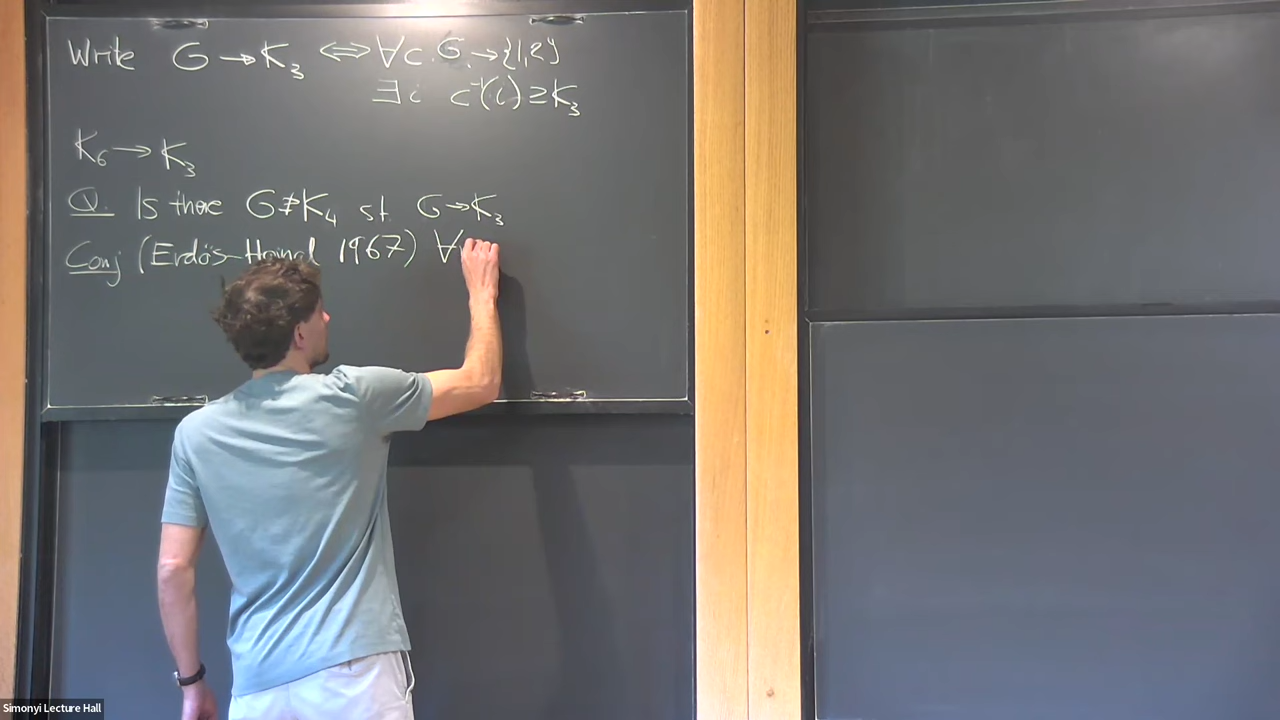 Write G → K₃ ⇔ ∀c: G → {1,2}
∃i c⁻¹(i) ⊇ K₃
K₆ → K₃
Q. Is there G ⊉ K₄ st. G → K₃
Conj (Erdős–Hajnal 1967) ∀
Simonyi Lecture Hall